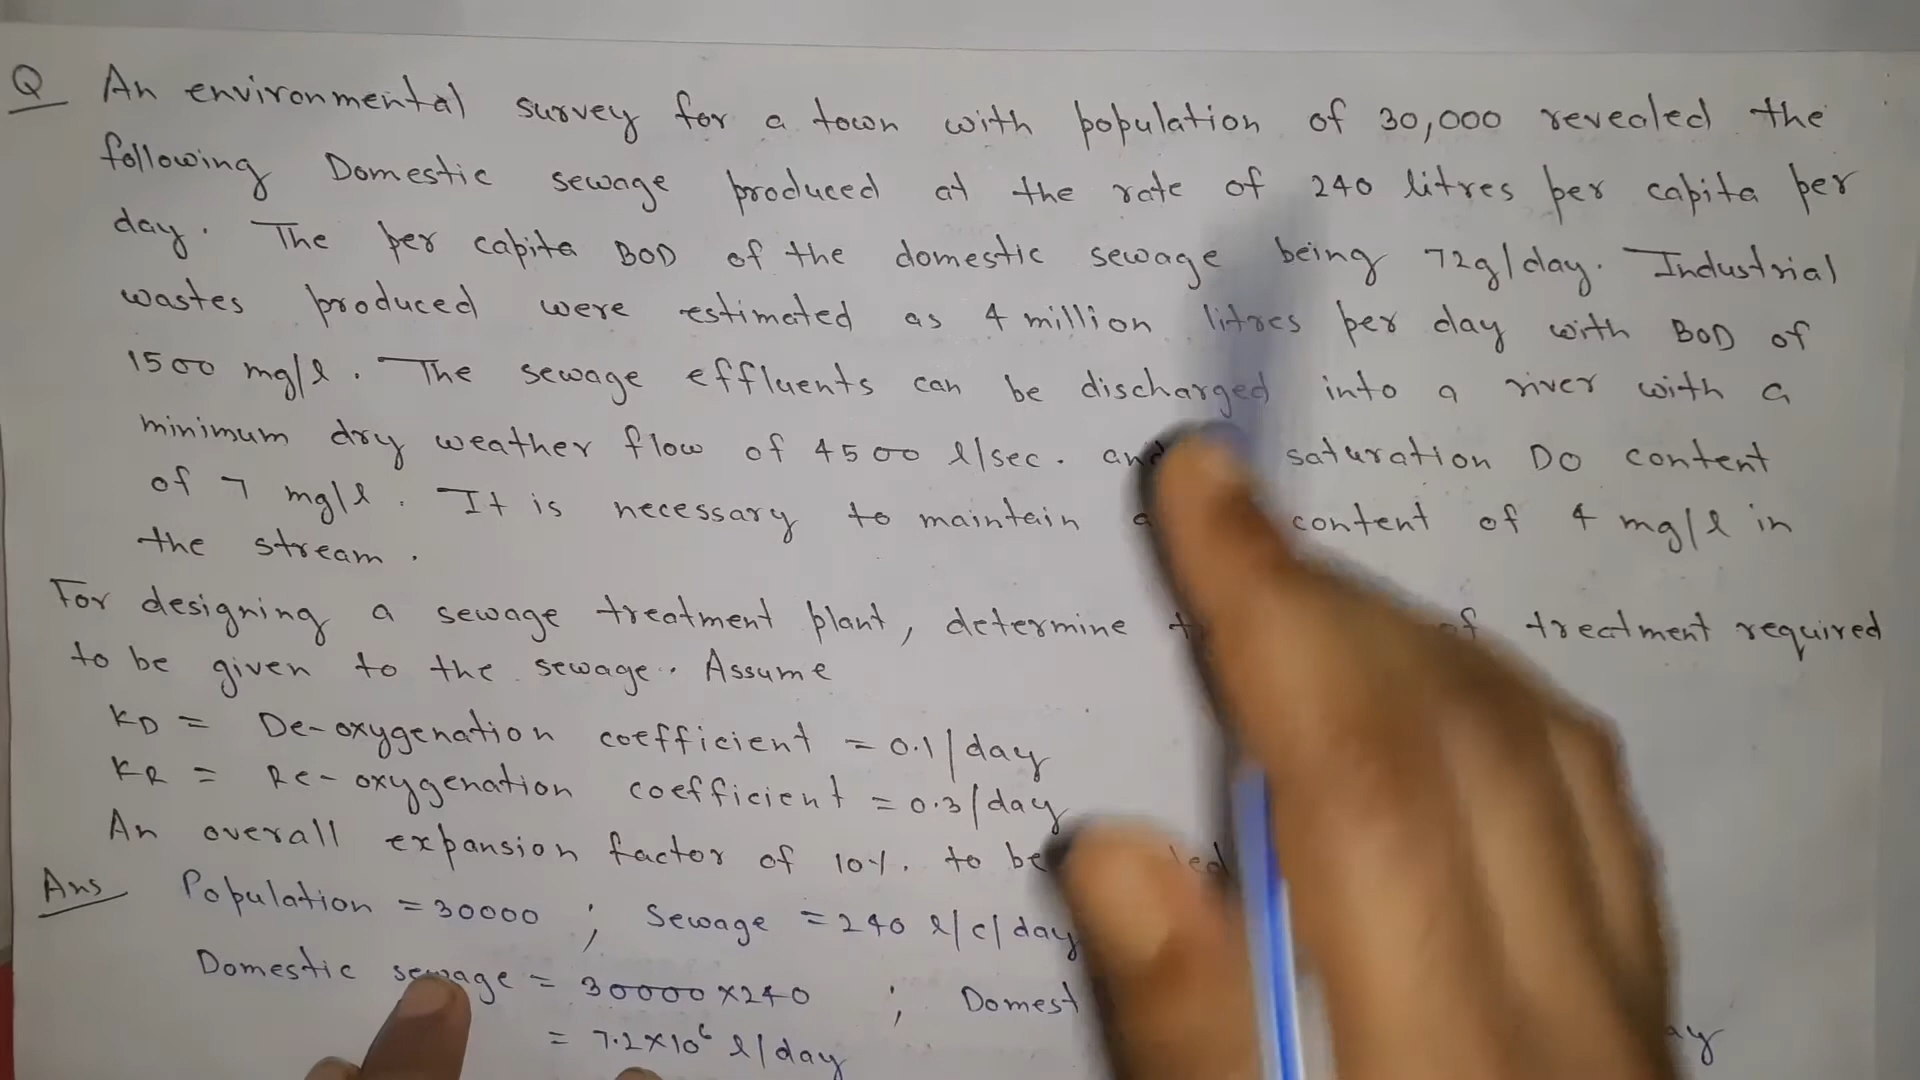 Q An environmental survey for a town with population of 30,000 revealed the
following Domestic sewage produced at the rate of 240 litres per capita per
day. The per capita BOD of the domestic sewage being 72g/day. Industrial
wastes produced were estimated as 4 million litres per day with BOD of
1500 mg/l. The sewage effluents can be discharged into a river with a
minimum dry weather flow of 4500 l/sec. and saturation DO content
of 7 mg/l. It is necessary to maintain content of 4 mg/l in
the stream.
For designing a sewage treatment plant, determine of treatment required
to be given to the sewage. Assume
KD = De-oxygenation coefficient = 0.1/day
KR = Re-oxygenation coefficient = 0.3/day
An overall expansion factor of 10%. to be
Ans Population = 30000 ; Sewage = 240 l/c/day
Domestic sewage = 30000×240 ; Domest
= 7.2×10⁶ l/day